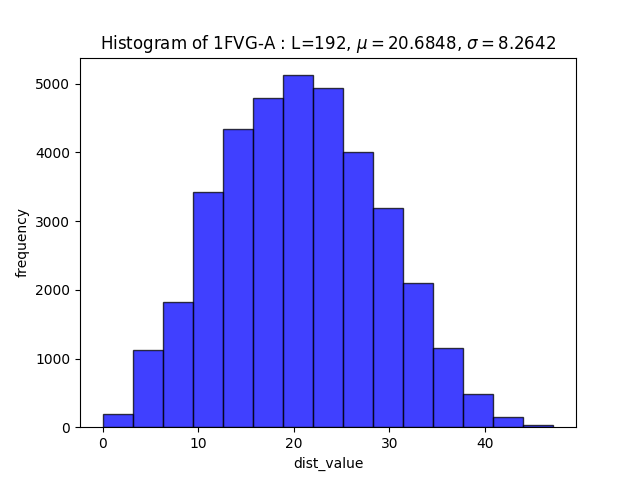 Histogram of 1FVG-A : L=192, μ = 20.6848, σ = 8.2642
5000
4000
3000
2000
1000
0
frequency
0 10 20 30 40
dist_value